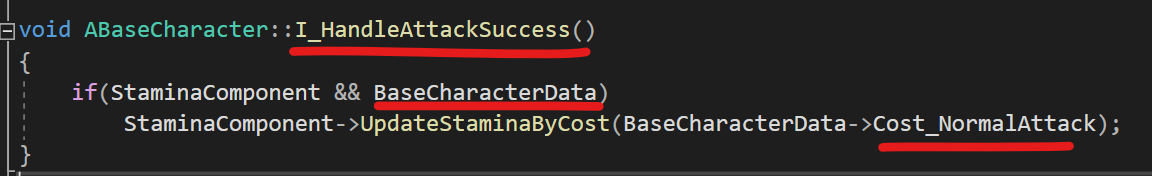 void ABaseCharacter::I_HandleAttackSuccess()
{
    if(StaminaComponent && BaseCharacterData)
        StaminaComponent->UpdateStaminaByCost(BaseCharacterData->Cost_NormalAttack);
}